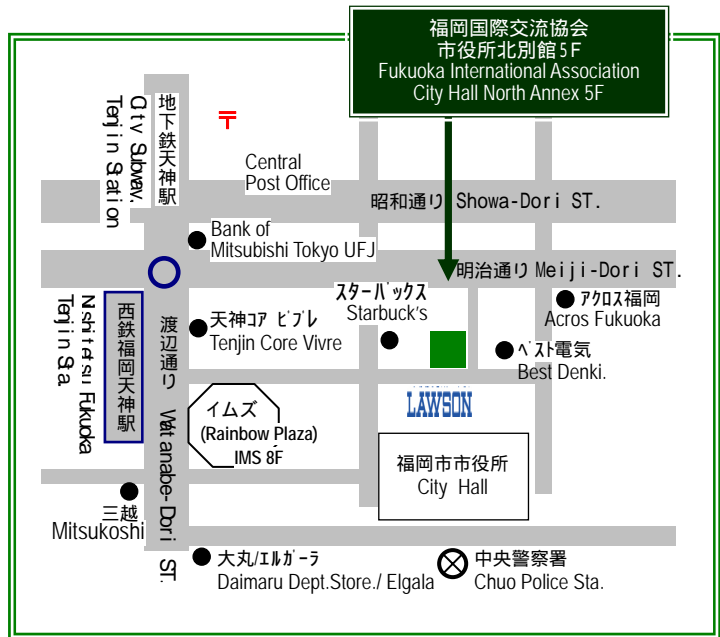 福岡国際交流協会
市役所北別館5F
Fukuoka International Association
City Hall North Annex 5F
地下鉄天神駅
City Subway.
Tenjin Station
〒
Central
Post Office
昭和通り Showa-Dori ST.
Bank of
Mitsubishi Tokyo UFJ
明治通り Meiji-Dori ST.
スターバックス
Starbuck's
アクロス福岡
Acros Fukuoka
西鉄福岡天神駅
Nishitetsu Fukuoka
Tenjin Sta.
渡辺通り Watanabe-Dori ST.
天神コア ビブレ
Tenjin Core Vivre
ベスト電気
Best Denki.
イムズ
(Rainbow Plaza)
IMS 8F
LAWSON
福岡市市役所
City Hall
三越
Mitsukoshi
大丸/エルガーラ
Daimaru Dept.Store./ Elgala
中央警察署
Chuo Police Sta.